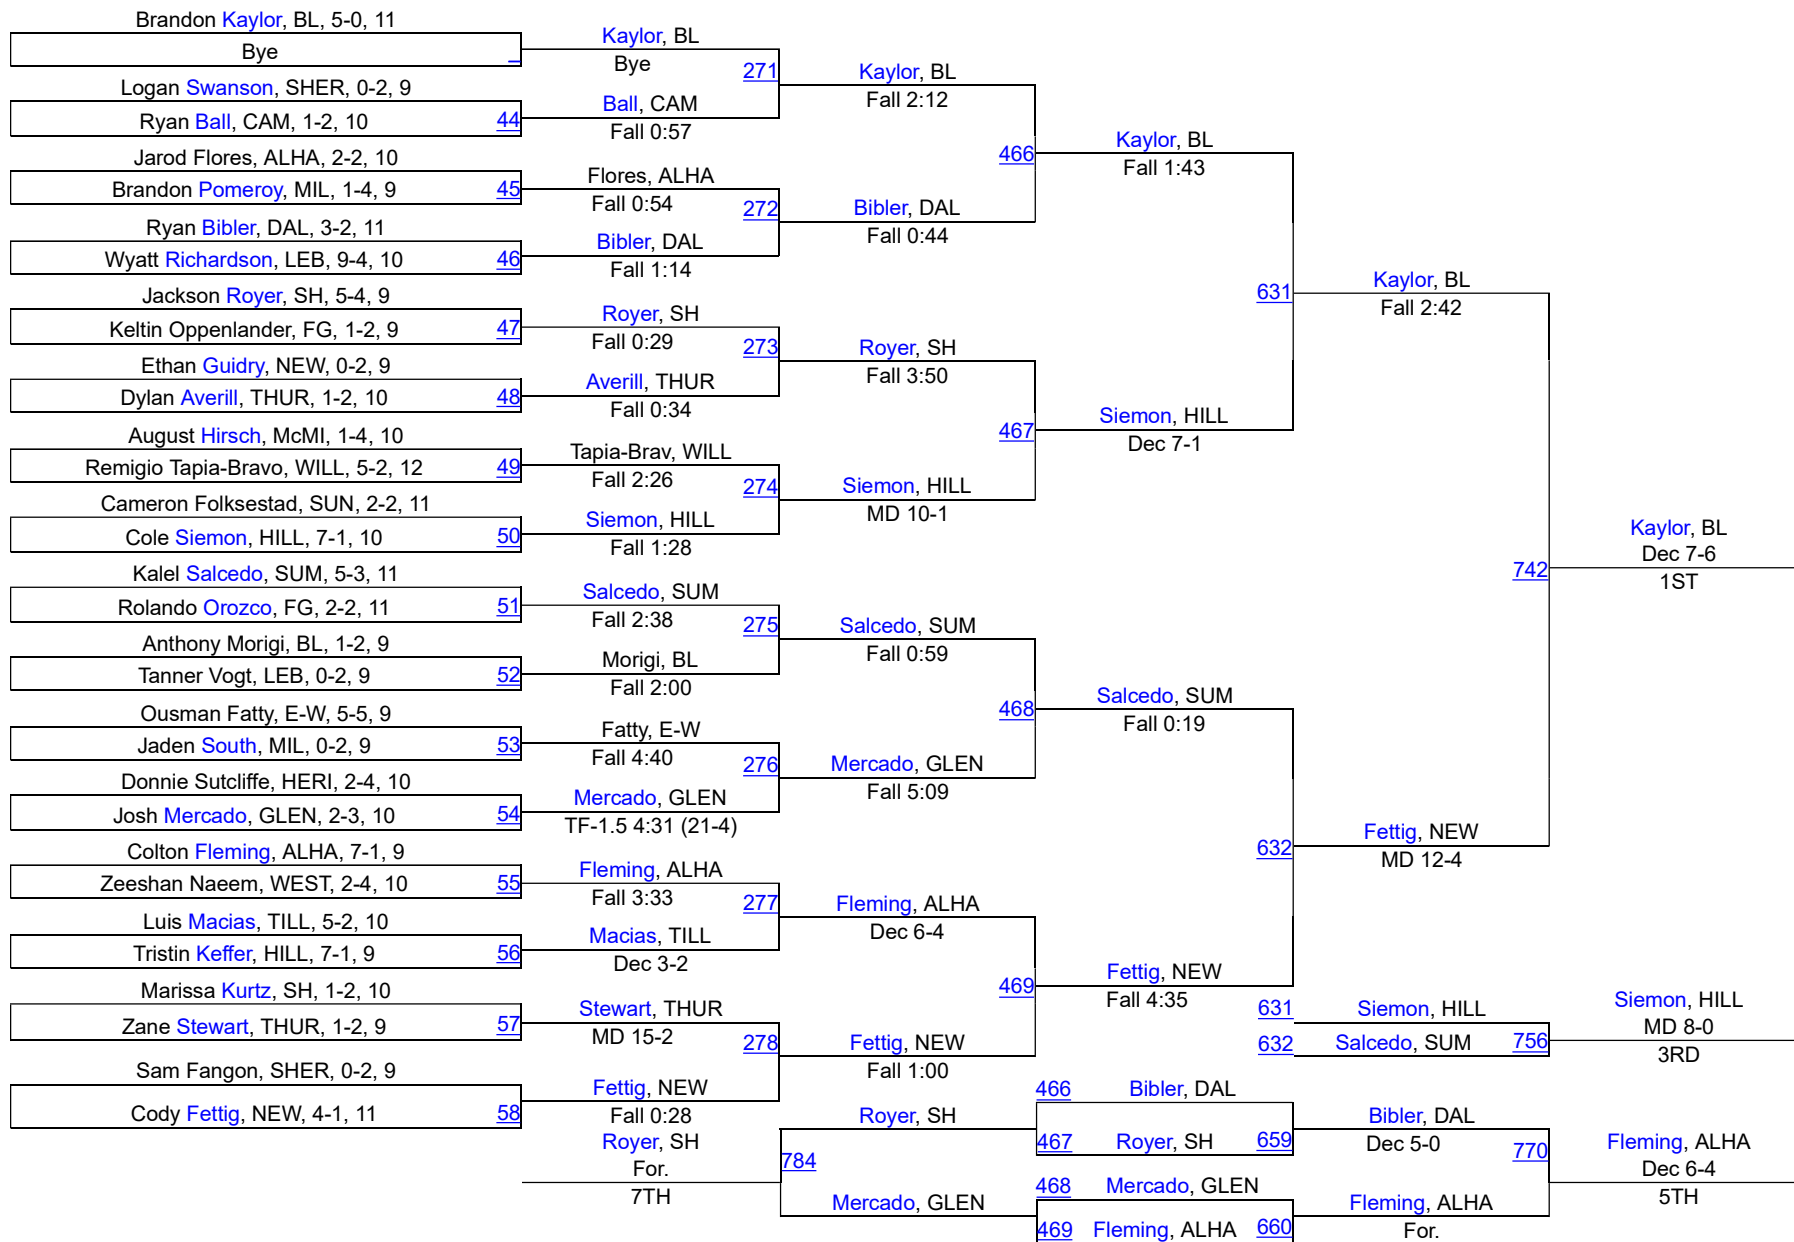 Brandon Kaylor, BL, 5-0, 11
Bye
Logan Swanson, SHER, 0-2, 9
Ryan Ball, CAM, 1-2, 10
44
Jarod Flores, ALHA, 2-2, 10
Brandon Pomeroy, MIL, 1-4, 9
45
Ryan Bibler, DAL, 3-2, 11
Wyatt Richardson, LEB, 9-4, 10
46
Jackson Royer, SH, 5-4, 9
Keltin Oppenlander, FG, 1-2, 9
47
Ethan Guidry, NEW, 0-2, 9
Dylan Averill, THUR, 1-2, 10
48
August Hirsch, McMI, 1-4, 10
Remigio Tapia-Bravo, WILL, 5-2, 12
49
Cameron Folksestad, SUN, 2-2, 11
Cole Siemon, HILL, 7-1, 10
50
Kalel Salcedo, SUM, 5-3, 11
Rolando Orozco, FG, 2-2, 11
51
Anthony Morigi, BL, 1-2, 9
Tanner Vogt, LEB, 0-2, 9
52
Ousman Fatty, E-W, 5-5, 9
Jaden South, MIL, 0-2, 9
53
Donnie Sutcliffe, HERI, 2-4, 10
Josh Mercado, GLEN, 2-3, 10
54
Colton Fleming, ALHA, 7-1, 9
Zeeshan Naeem, WEST, 2-4, 10
55
Luis Macias, TILL, 5-2, 10
Tristin Keffer, HILL, 7-1, 9
56
Marissa Kurtz, SH, 1-2, 10
Zane Stewart, THUR, 1-2, 9
57
Sam Fangon, SHER, 0-2, 9
Cody Fettig, NEW, 4-1, 11
58
Kaylor, BL
Bye
271
Ball, CAM
Fall 0:57
Flores, ALHA
Fall 0:54
272
Bibler, DAL
Fall 1:14
Royer, SH
Fall 0:29
273
Averill, THUR
Fall 0:34
Tapia-Brav, WILL
Fall 2:26
274
Siemon, HILL
Fall 1:28
Salcedo, SUM
Fall 2:38
275
Morigi, BL
Fall 2:00
Fatty, E-W
Fall 4:40
276
Mercado, GLEN
TF-1.5 4:31 (21-4)
Fleming, ALHA
Fall 3:33
277
Macias, TILL
Dec 3-2
Stewart, THUR
MD 15-2
278
Fettig, NEW
Fall 0:28
Kaylor, BL
Fall 2:12
466
Bibler, DAL
Fall 0:44
Royer, SH
Fall 3:50
467
Siemon, HILL
MD 10-1
Salcedo, SUM
Fall 0:59
468
Mercado, GLEN
Fall 5:09
Fleming, ALHA
Dec 6-4
469
Fettig, NEW
Fall 1:00
Kaylor, BL
Fall 1:43
631
Siemon, HILL
Dec 7-1
Salcedo, SUM
Fall 0:19
632
Fettig, NEW
Fall 4:35
Kaylor, BL
Fall 2:42
742
Fettig, NEW
MD 12-4
Kaylor, BL
Dec 7-6
1ST
631
Siemon, HILL
632
Salcedo, SUM
756
Siemon, HILL
MD 8-0
3RD
466
Bibler, DAL
467
Royer, SH
659
Bibler, DAL
Dec 5-0
468
Mercado, GLEN
469
Fleming, ALHA
660
Fleming, ALHA
For.
770
Fleming, ALHA
Dec 6-4
5TH
Royer, SH
784
Mercado, GLEN
Royer, SH
For.
7TH